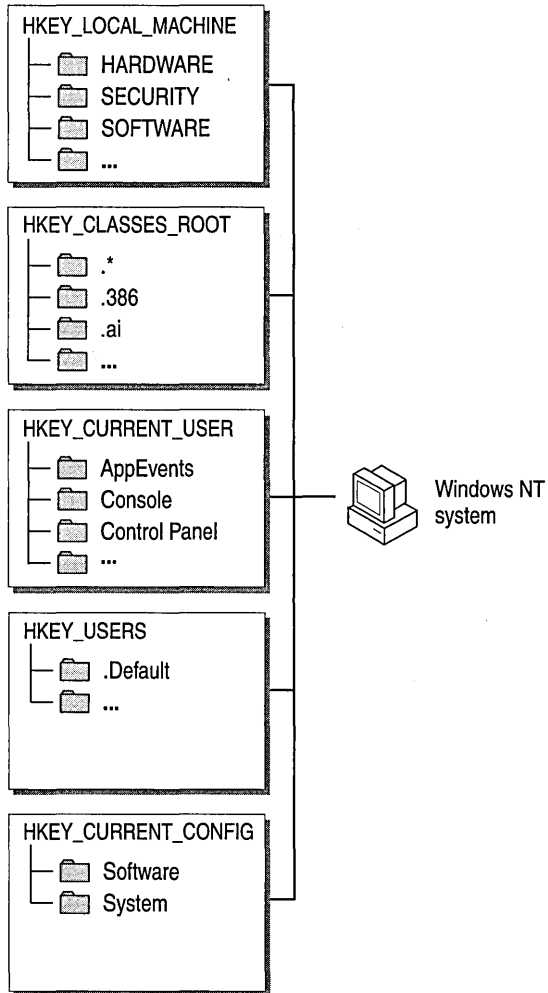 HKEY_LOCAL_MACHINE
HARDWARE
SECURITY
SOFTWARE
...
HKEY_CLASSES_ROOT
.*
.386
.ai
...
HKEY_CURRENT_USER
AppEvents
Console
Control Panel
...
Windows NT
system
HKEY_USERS
.Default
...
HKEY_CURRENT_CONFIG
Software
System